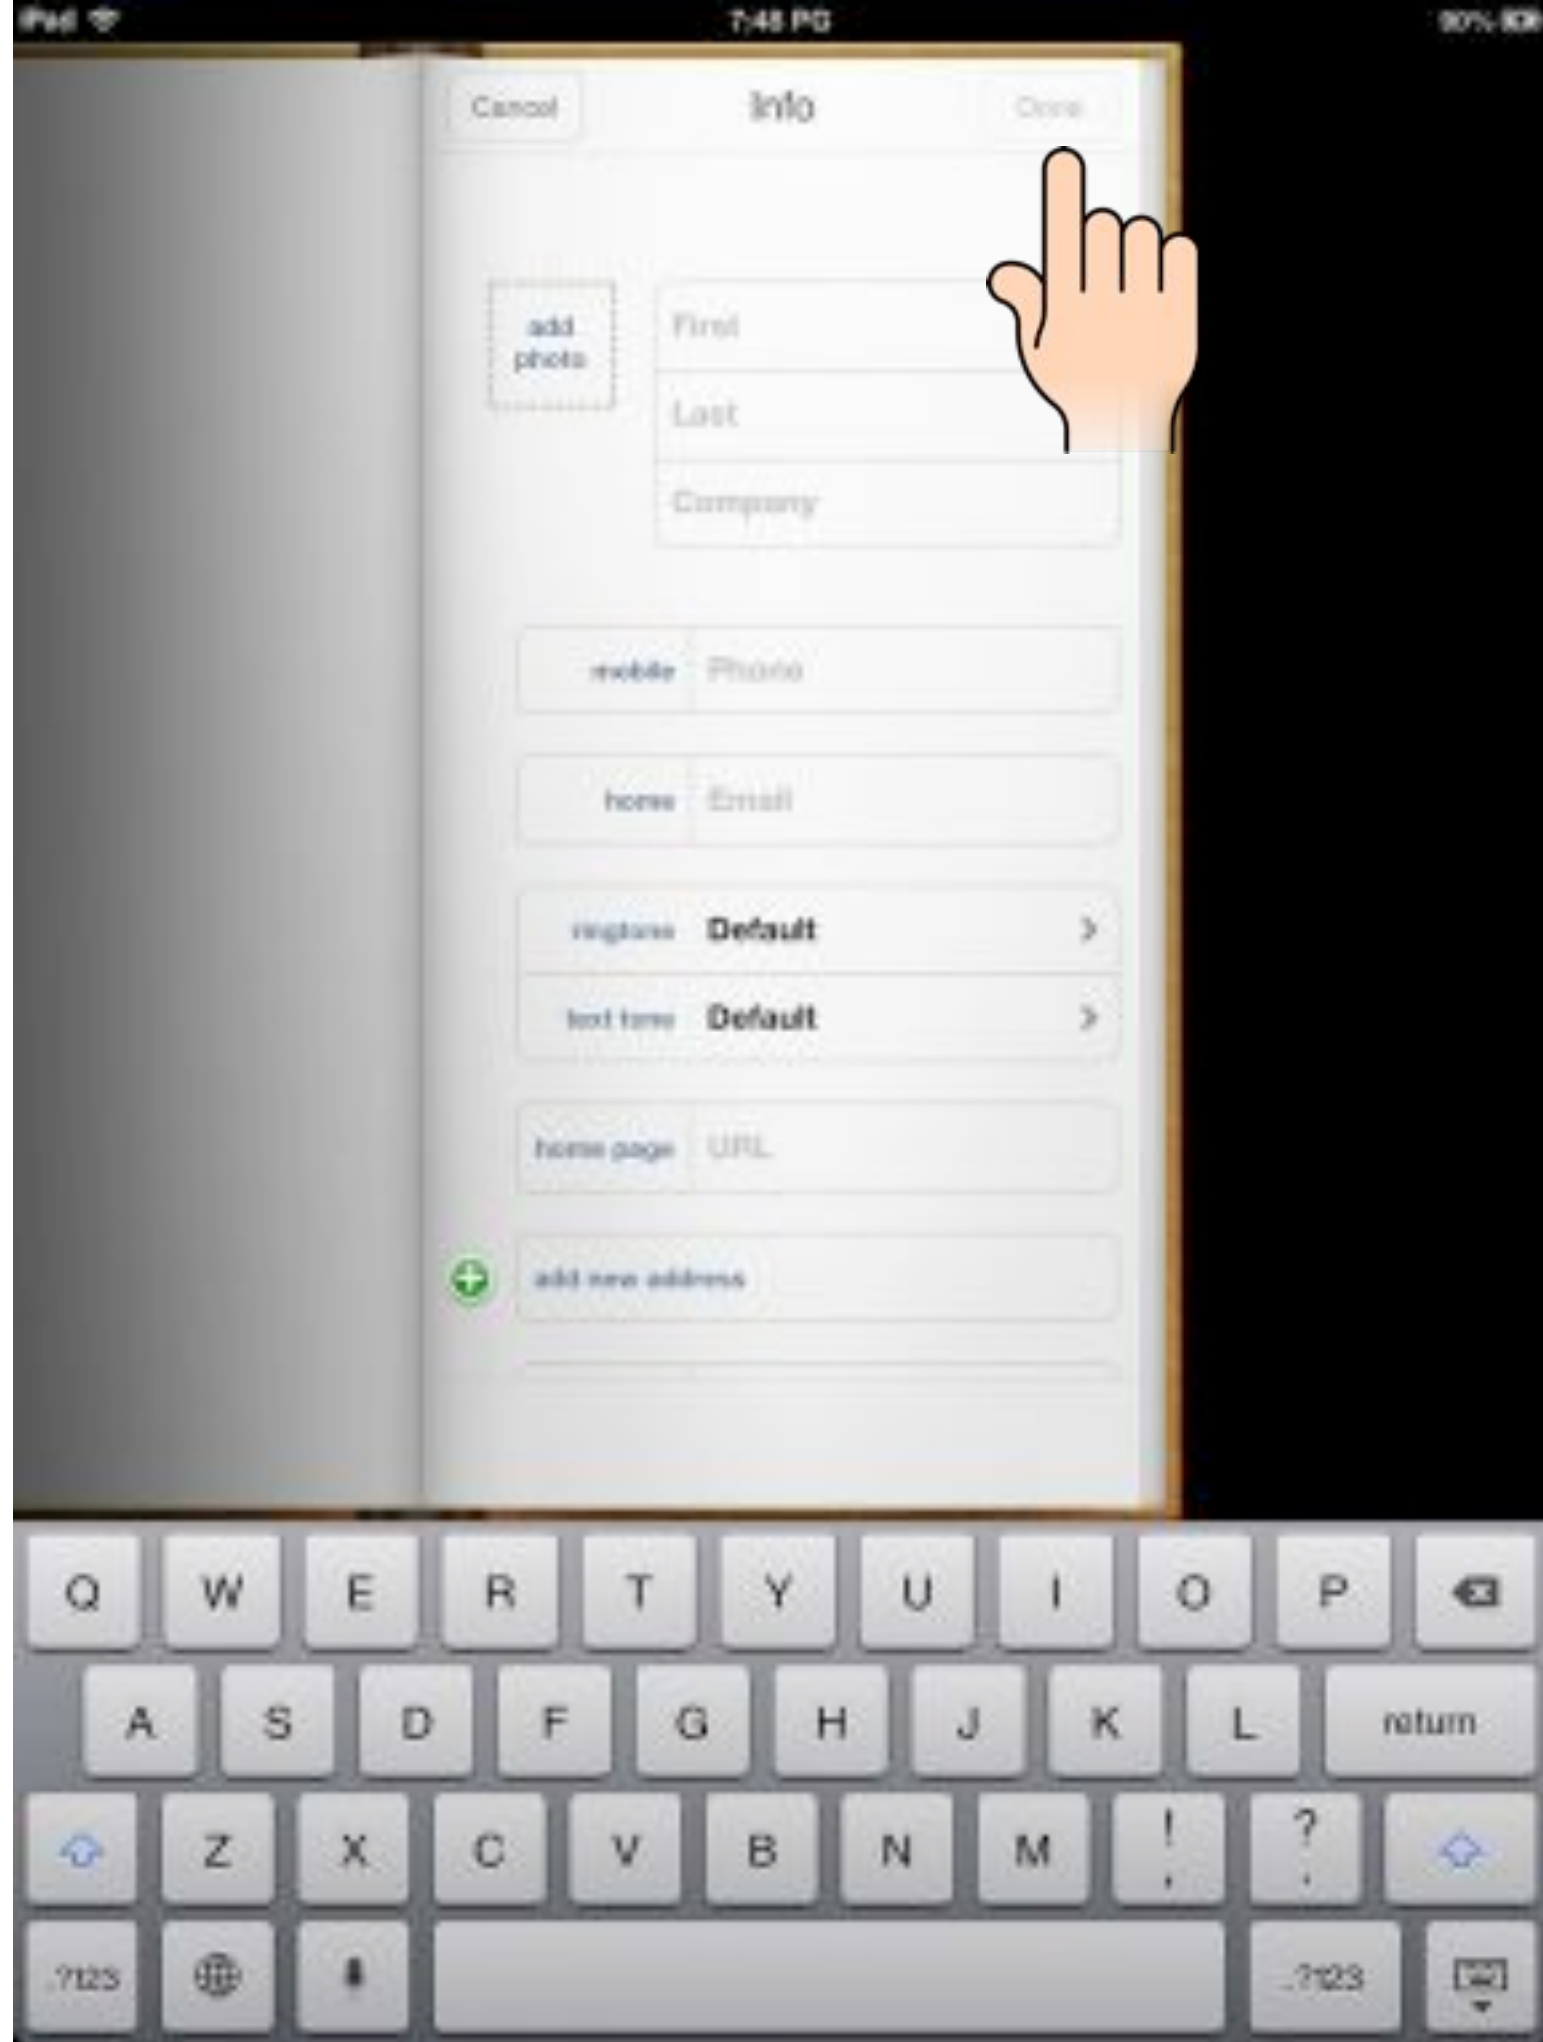 iPad
7:48 PG
90%
Cancel
Info
Done
add
photo
First
Last
Company
mobile Phone
home Email
ringtone Default
text tone Default
home page URL
add new address
Q W E R T Y U I O P
A S D F G H J K L return
Z X C V B N M ! , ? .
.?123 .?123